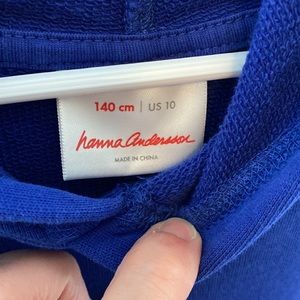 140 cm | US 10
hanna andersson
MADE IN CHINA